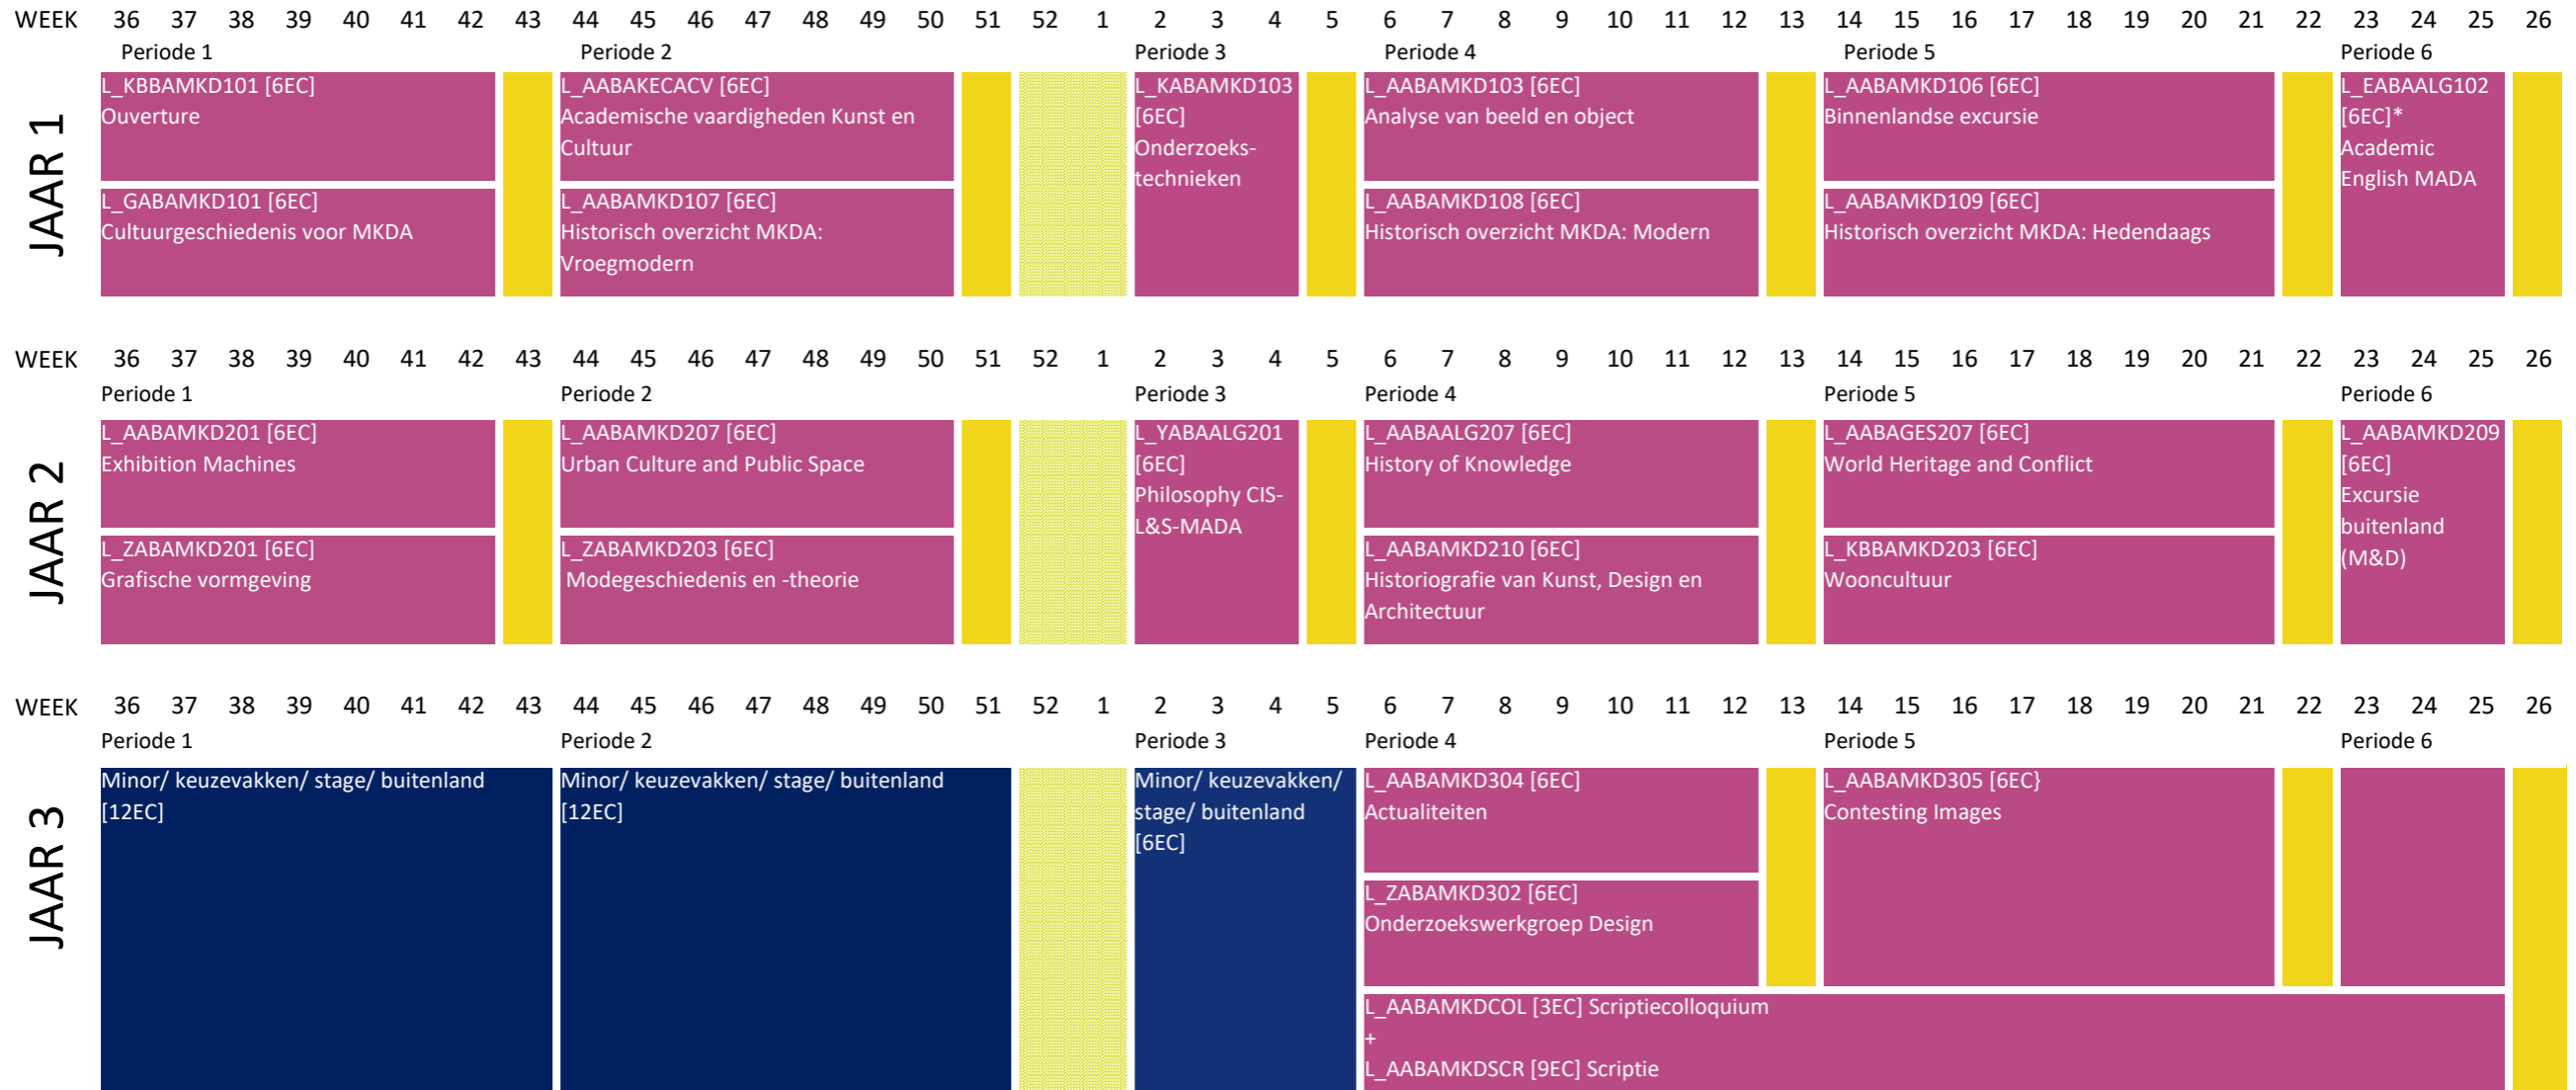 WEEK 36 37 38 39 40 41 42 43 44 45 46 47 48 49 50 51 52 1 2 3 4 5 6 7 8 9 10 11 12 13 14 15 16 17 18 19 20 21 22 23 24 25 26
Periode 1 Periode 2 Periode 3 Periode 4 Periode 5 Periode 6
JAAR 1
L_KBBAMKD101 [6EC]
Ouverture
L_GABAMKD101 [6EC]
Cultuurgeschiedenis voor MKDA
L_AABAKECACV [6EC]
Academische vaardigheden Kunst en
Cultuur
L_AABAMKD107 [6EC]
Historisch overzicht MKDA:
Vroegmodern
L_KABAMKD103
[6EC]
Onderzoeks-
technieken
L_AABAMKD103 [6EC]
Analyse van beeld en object
L_AABAMKD108 [6EC]
Historisch overzicht MKDA: Modern
L_AABAMKD106 [6EC]
Binnenlandse excursie
L_AABAMKD109 [6EC]
Historisch overzicht MKDA: Hedendaags
L_EABAALG102
[6EC]*
Academic
English MADA
WEEK 36 37 38 39 40 41 42 43 44 45 46 47 48 49 50 51 52 1 2 3 4 5 6 7 8 9 10 11 12 13 14 15 16 17 18 19 20 21 22 23 24 25 26
Periode 1 Periode 2 Periode 3 Periode 4 Periode 5 Periode 6
JAAR 2
L_AABAMKD201 [6EC]
Exhibition Machines
L_ZABAMKD201 [6EC]
Grafische vormgeving
L_AABAMKD207 [6EC]
Urban Culture and Public Space
L_ZABAMKD203 [6EC]
Modegeschiedenis en -theorie
L_YABAALG201
[6EC]
Philosophy CIS-
L&S-MADA
L_AABAALG207 [6EC]
History of Knowledge
L_AABAMKD210 [6EC]
Historiografie van Kunst, Design en
Architectuur
L_AABAGES207 [6EC]
World Heritage and Conflict
L_KBBAMKD203 [6EC]
Wooncultuur
L_AABAMKD209
[6EC]
Excursie
buitenland
(M&D)
WEEK 36 37 38 39 40 41 42 43 44 45 46 47 48 49 50 51 52 1 2 3 4 5 6 7 8 9 10 11 12 13 14 15 16 17 18 19 20 21 22 23 24 25 26
Periode 1 Periode 2 Periode 3 Periode 4 Periode 5 Periode 6
JAAR 3
Minor/ keuzevakken/ stage/ buitenland
[12EC]
Minor/ keuzevakken/ stage/ buitenland
[12EC]
Minor/ keuzevakken/
stage/ buitenland
[6EC]
L_AABAMKD304 [6EC]
Actualiteiten
L_ZABAMKD302 [6EC]
Onderzoekswerkgroep Design
L_AABAMKD305 [6EC}
Contesting Images
L_AABAMKDCOL [3EC] Scriptiecolloquium
+
L_AABAMKDSCR [9EC] Scriptie